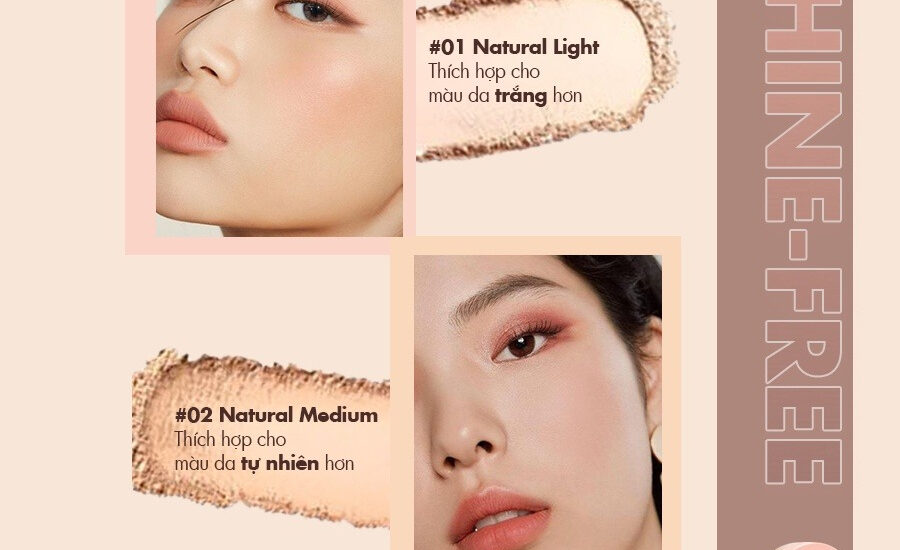 #01 Natural Light
Thích hợp cho
màu da trắng hơn
#02 Natural Medium
Thích hợp cho
màu da tự nhiên hơn
HINE-FREE